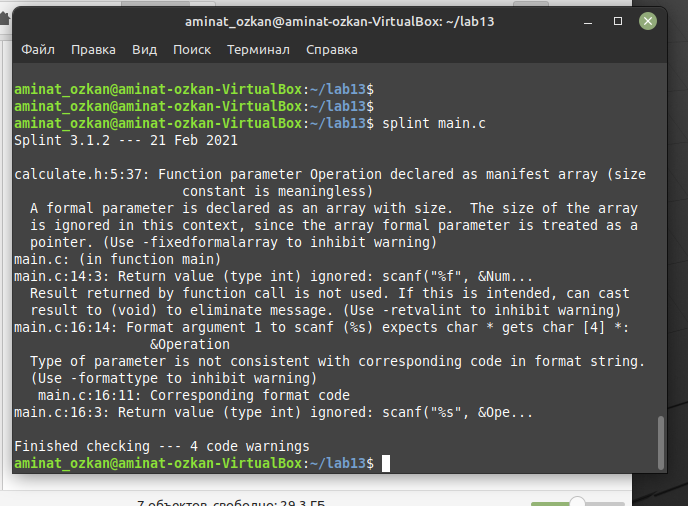 aminat_ozkan@aminat-ozkan-VirtualBox: ~/lab13
Файл Правка Вид Поиск Терминал Справка
aminat_ozkan@aminat-ozkan-VirtualBox:~/lab13$
aminat_ozkan@aminat-ozkan-VirtualBox:~/lab13$
aminat_ozkan@aminat-ozkan-VirtualBox:~/lab13$ splint main.c
Splint 3.1.2 --- 21 Feb 2021
calculate.h:5:37: Function parameter Operation declared as manifest array (size
constant is meaningless)
A formal parameter is declared as an array with size.  The size of the array
is ignored in this context, since the array formal parameter is treated as a
pointer. (Use -fixedformalarray to inhibit warning)
main.c: (in function main)
main.c:14:3: Return value (type int) ignored: scanf("%f", &Num...
Result returned by function call is not used. If this is intended, can cast
result to (void) to eliminate message. (Use -retvalint to inhibit warning)
main.c:16:14: Format argument 1 to scanf (%s) expects char * gets char [4] *:
&Operation
Type of parameter is not consistent with corresponding code in format string.
(Use -formattype to inhibit warning)
main.c:16:11: Corresponding format code
main.c:16:3: Return value (type int) ignored: scanf("%s", &Ope...
Finished checking --- 4 code warnings
aminat_ozkan@aminat-ozkan-VirtualBox:~/lab13$
7 объектов, свободно: 29,3 ГБ